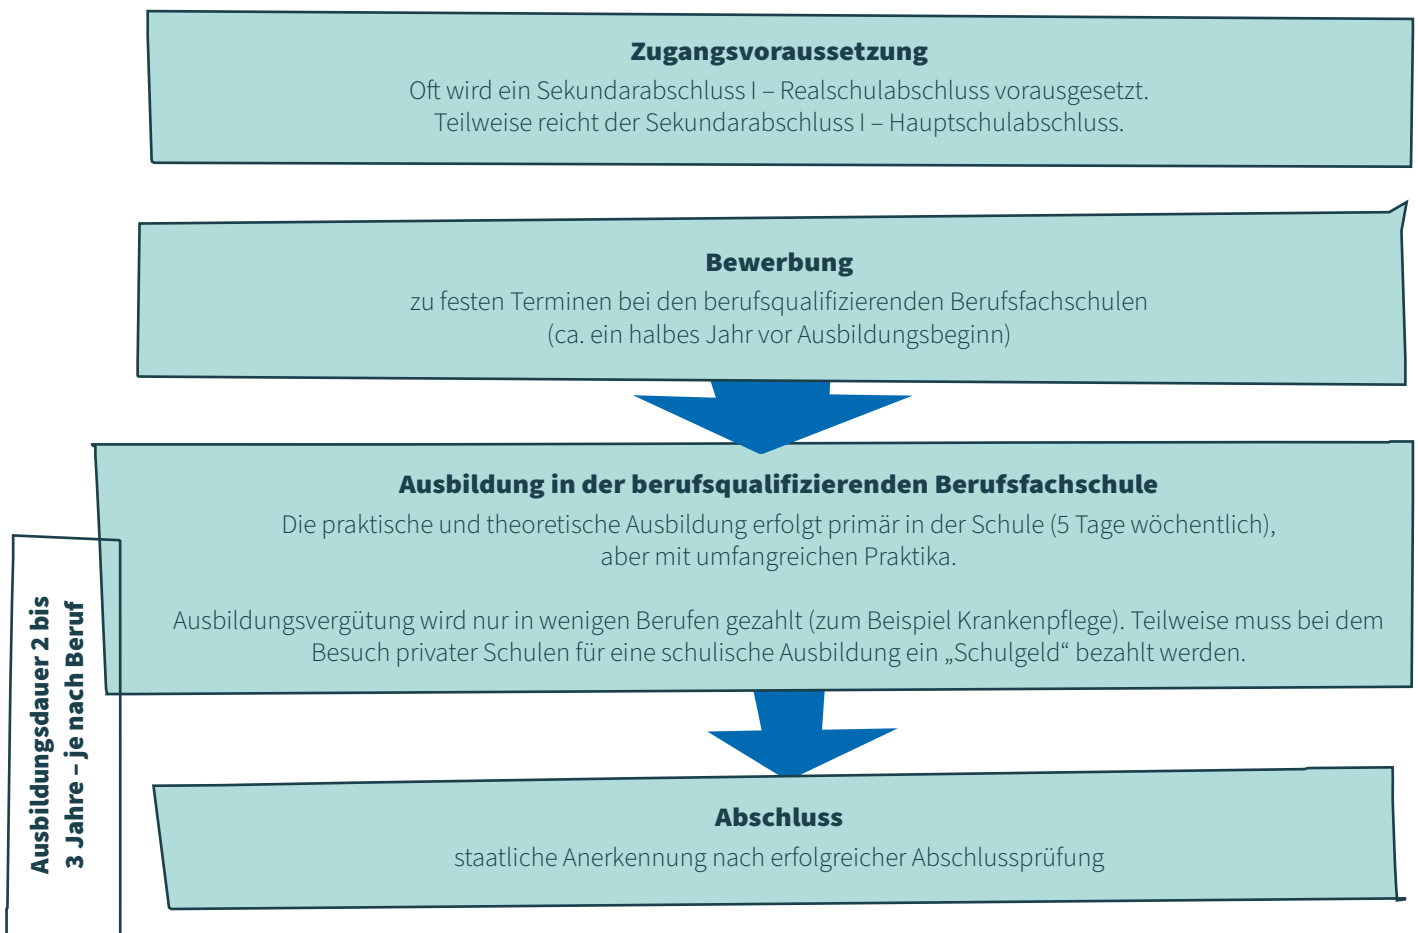 Zugangsvoraussetzung
Oft wird ein Sekundarabschluss I – Realschulabschluss vorausgesetzt.
Teilweise reicht der Sekundarabschluss I – Hauptschulabschluss.
Bewerbung
zu festen Terminen bei den berufsqualifizierenden Berufsfachschulen
(ca. ein halbes Jahr vor Ausbildungsbeginn)
Ausbildung in der berufsqualifizierenden Berufsfachschule
Die praktische und theoretische Ausbildung erfolgt primär in der Schule (5 Tage wöchentlich),
aber mit umfangreichen Praktika.
Ausbildungsvergütung wird nur in wenigen Berufen gezahlt (zum Beispiel Krankenpflege). Teilweise muss bei dem
Besuch privater Schulen für eine schulische Ausbildung ein „Schulgeld“ bezahlt werden.
Ausbildungsdauer 2 bis
3 Jahre – je nach Beruf
Abschluss
staatliche Anerkennung nach erfolgreicher Abschlussprüfung